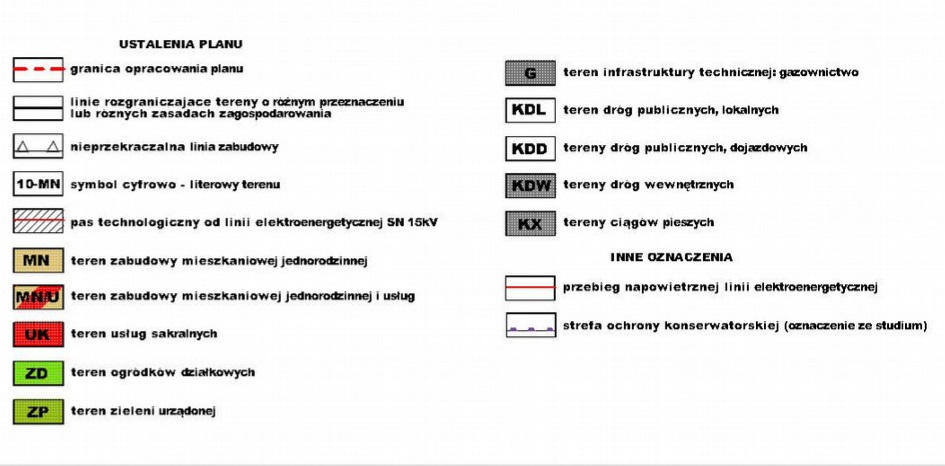 USTALENIA PLANU
granica opracowania planu
linie rozgraniczajace tereny o różnym przeznaczeniu
lub róznych zasadach zagospodarowania
nieprzekraczalna linia zabudowy
10-MN symbol cyfrowo - literowy terenu
pas technologiczny od linii elektroenergetycznej SN 15kV
MN teren zabudowy mieszkaniowej jednorodzinnej
MN/U teren zabudowy mieszkaniowej jednorodzinnej i usług
UK teren usług sakralnych
ZD teren ogródków działkowych
ZP teren zieleni urządonej
G teren infrastruktury technicznej: gazownictwo
KDL teren dróg publicznych, lokalnych
KDD tereny dróg publicznych, dojazdowych
KDW tereny dróg wewnętrznych
KX tereny ciągów pieszych
INNE OZNACZENIA
przebieg napowietrznej linii elektroenergetycznej
strefa ochrony konserwatorskiej (oznaczenie ze studium)